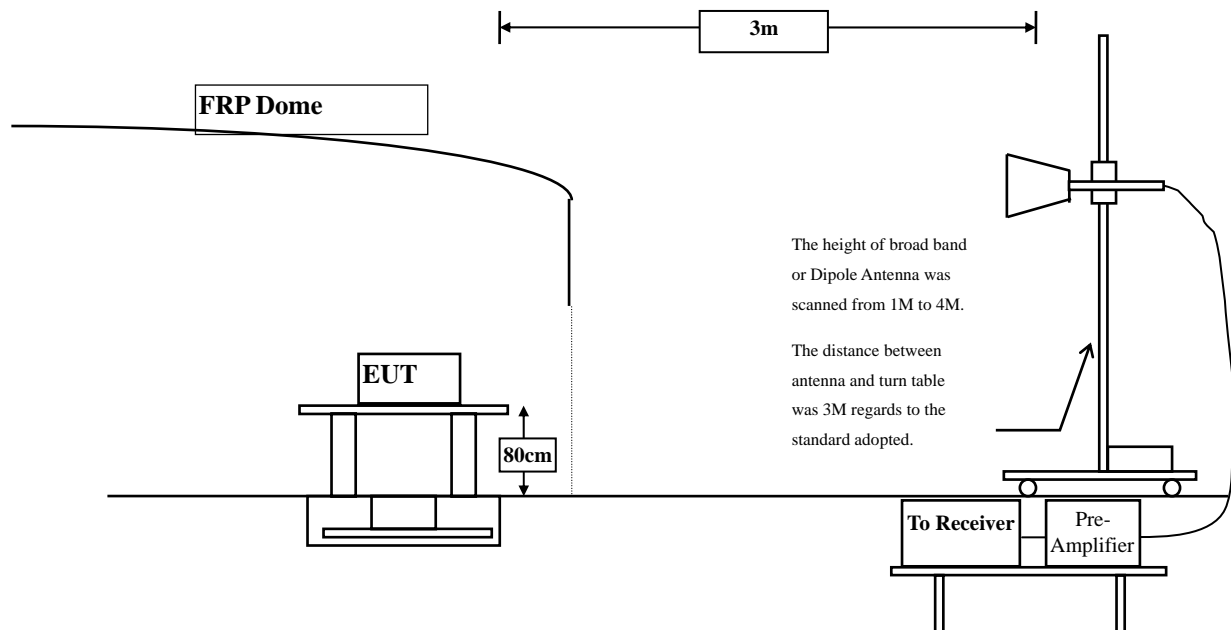 3m
FRP Dome
The height of broad band
or Dipole Antenna was
scanned from 1M to 4M.
The distance between
antenna and turn table
was 3M regards to the
standard adopted.
EUT
80cm
To Receiver
Pre-
Amplifier